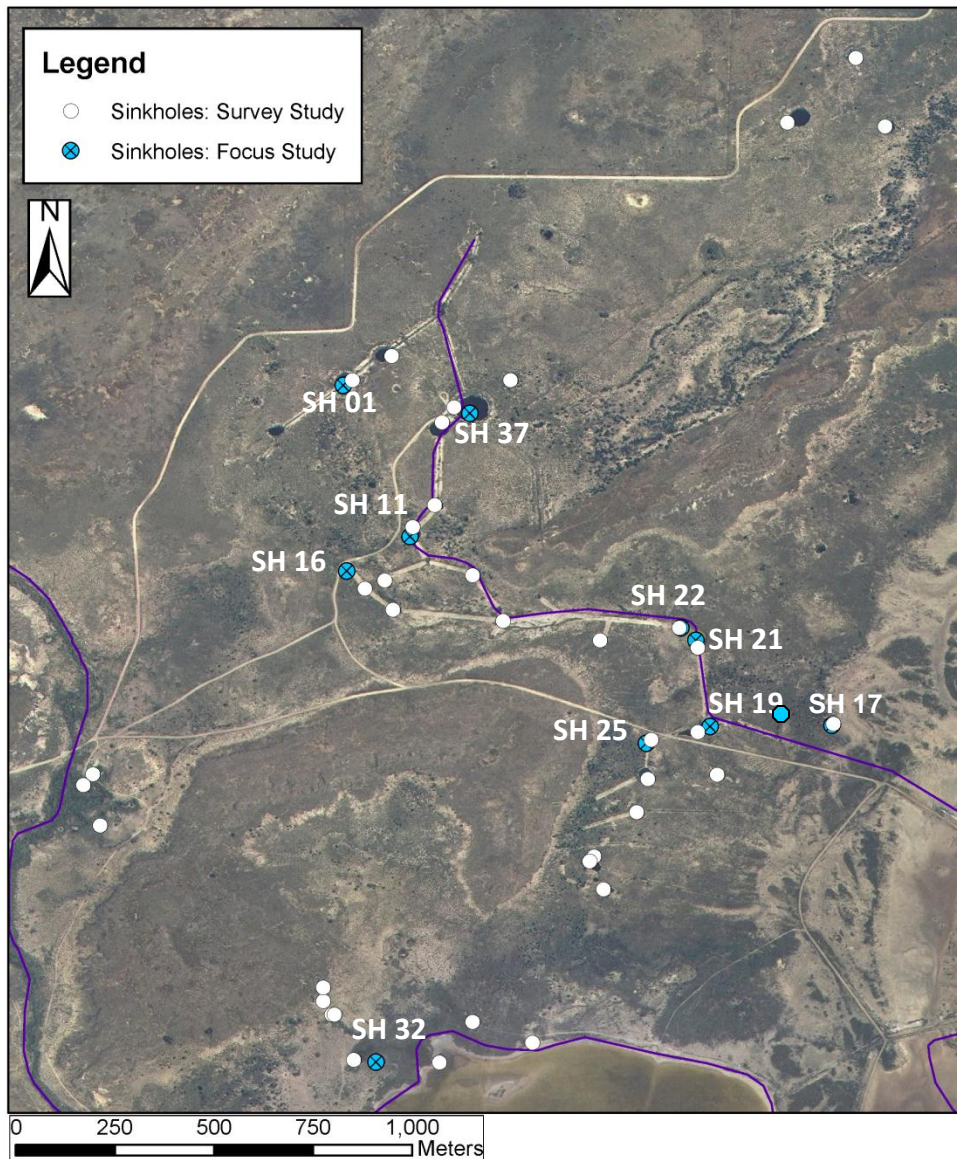 Legend
Sinkholes: Survey Study
Sinkholes: Focus Study
N
SH 01
SH 37
SH 11
SH 16
SH 22
SH 21
SH 19
SH 17
SH 25
SH 32
0 250 500 750 1,000
Meters